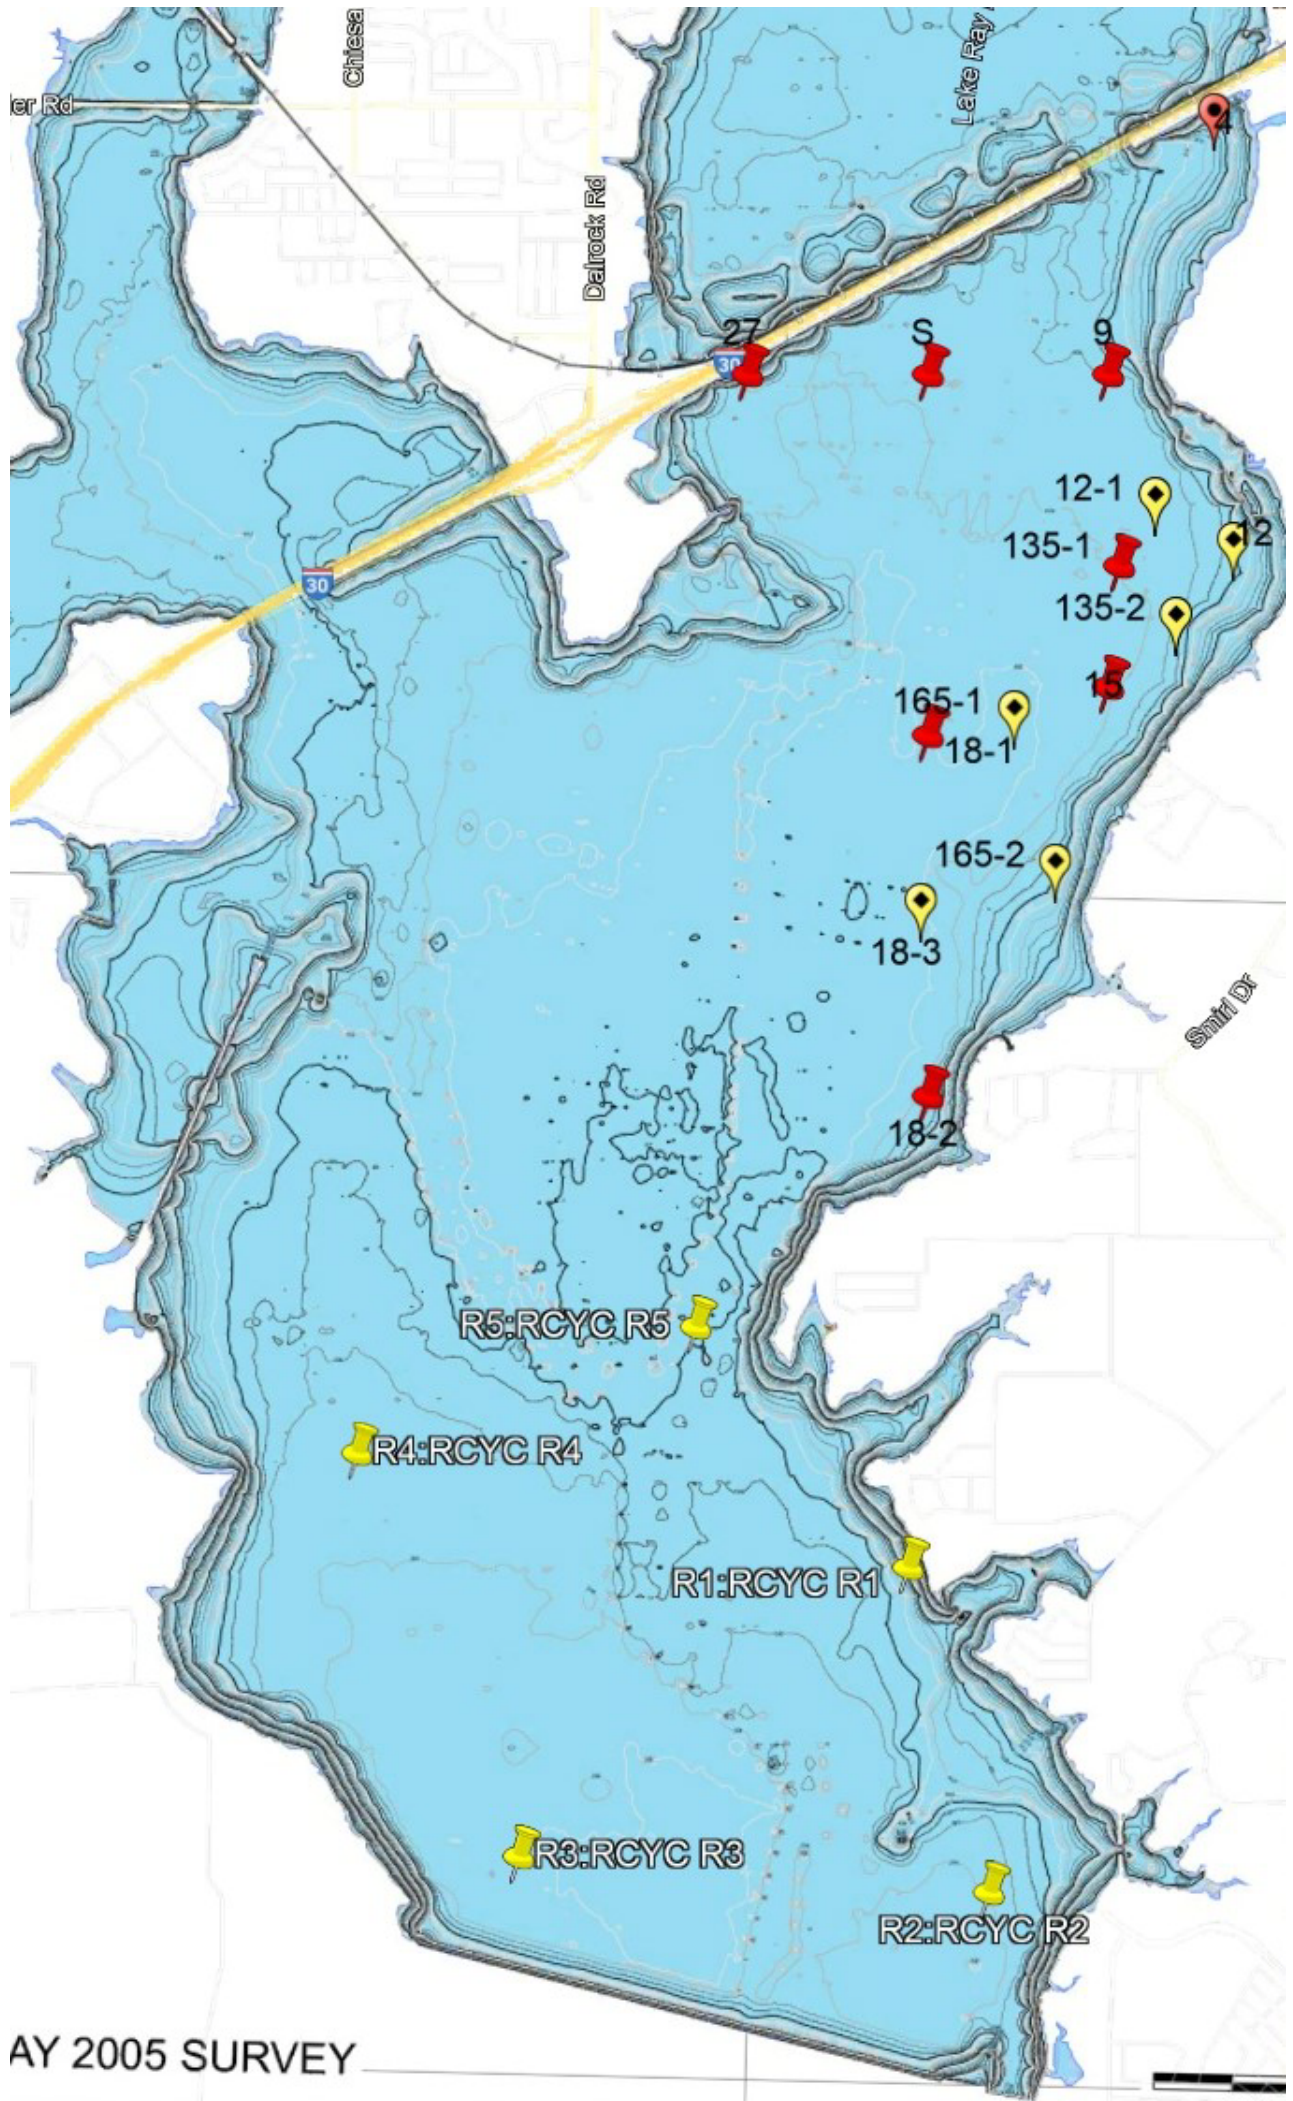 Chiesa
Lake Ray
er Rd
4
Dalrock Rd
27
S
9
30
12-1
12
135-1
30
135-2
15
165-1
18-1
165-2
18-3
Smirl Dr
18-2
R5:RCYC R5
R4:RCYC R4
R1:RCYC R1
R3:RCYC R3
R2:RCYC R2
AY 2005 SURVEY